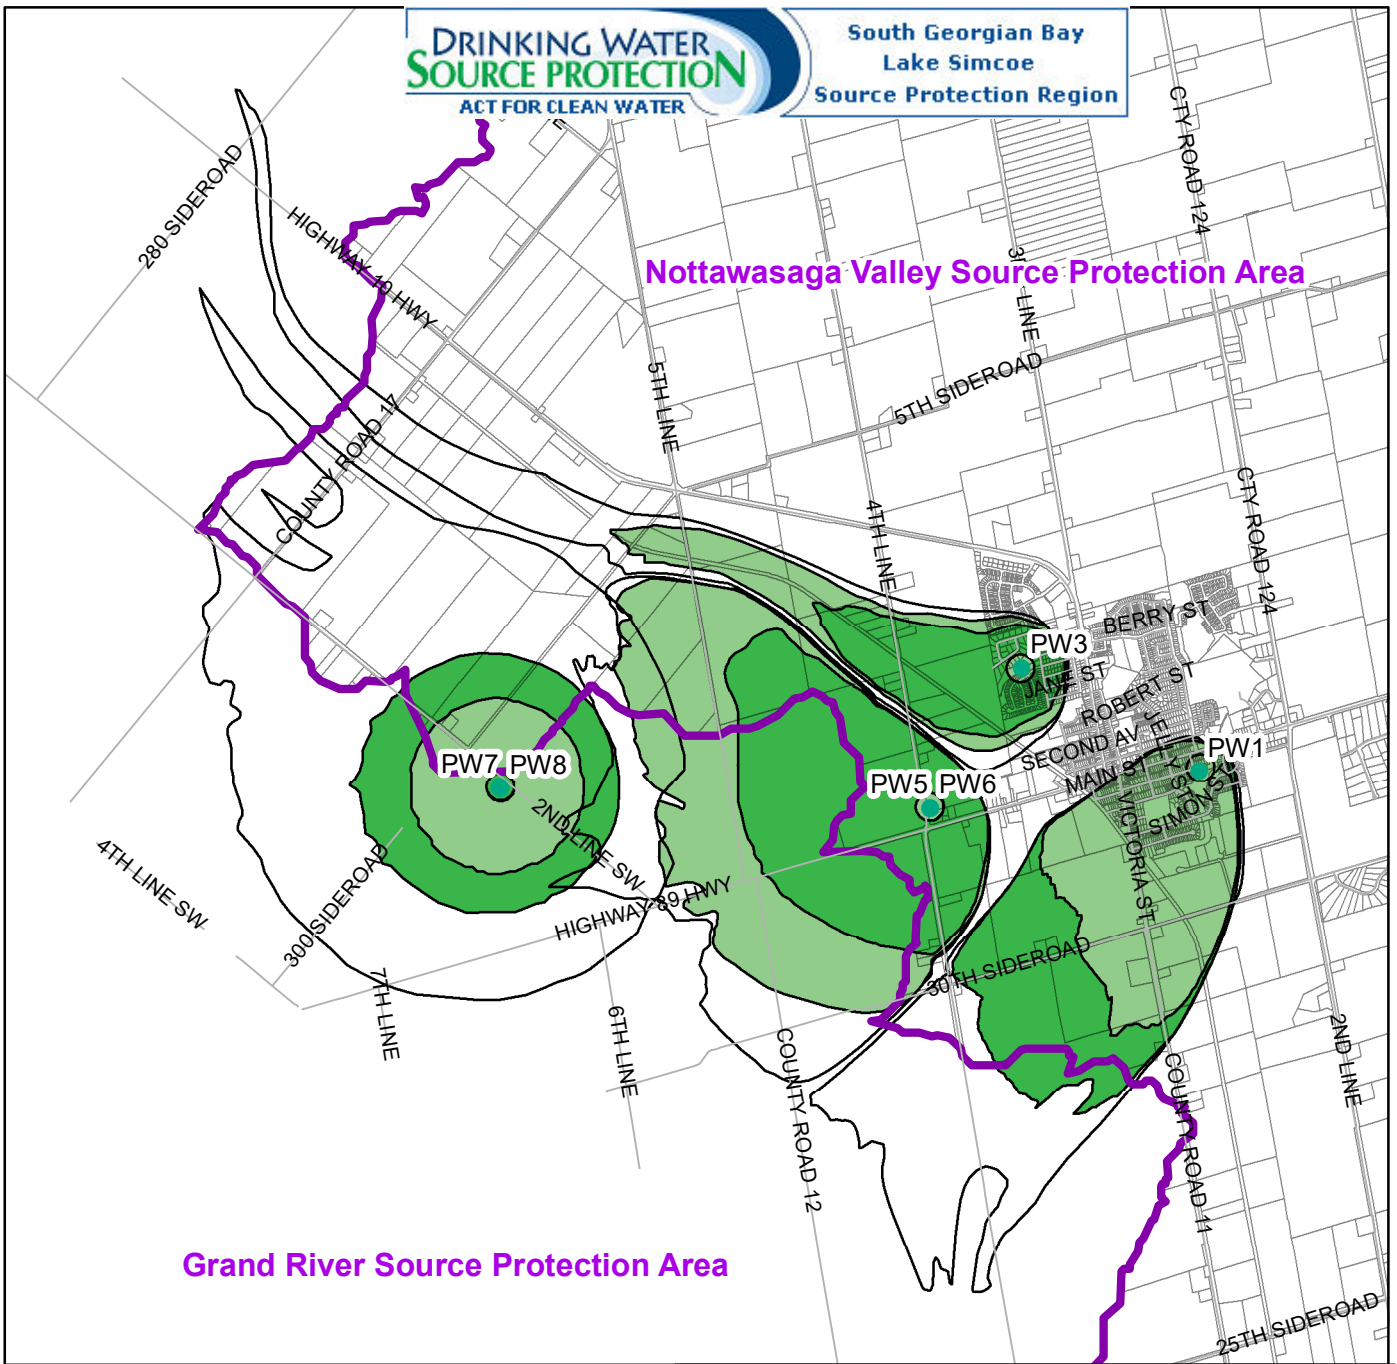 DRINKING WATER
SOURCE PROTECTION
ACT FOR CLEAN WATER
South Georgian Bay
Lake Simcoe
Source Protection Region
CTY ROAD 124
280 SIDEROAD
HIGHWAY 10 HWY
Nottawasaga Valley Source Protection Area
LINE
5TH LINE
5TH SIDEROAD
COUNTY ROAD 17
4TH LINE
CTY ROAD 124
BERRY ST
PW3
JANE ST
ROBERT ST
JELLY ST
SECOND AV
PW1
MAIN ST
PW7 PW8
PW5 PW6
SIMON S
VICTORIA ST
2ND LINE SW
4TH LINE SW
300 SIDEROAD
HIGHWAY 89 HWY
30TH SIDEROAD
7TH LINE
6TH LINE
COUNTY ROAD 12
COUNTY ROAD 11
2ND LINE
Grand River Source Protection Area
25TH SIDEROAD